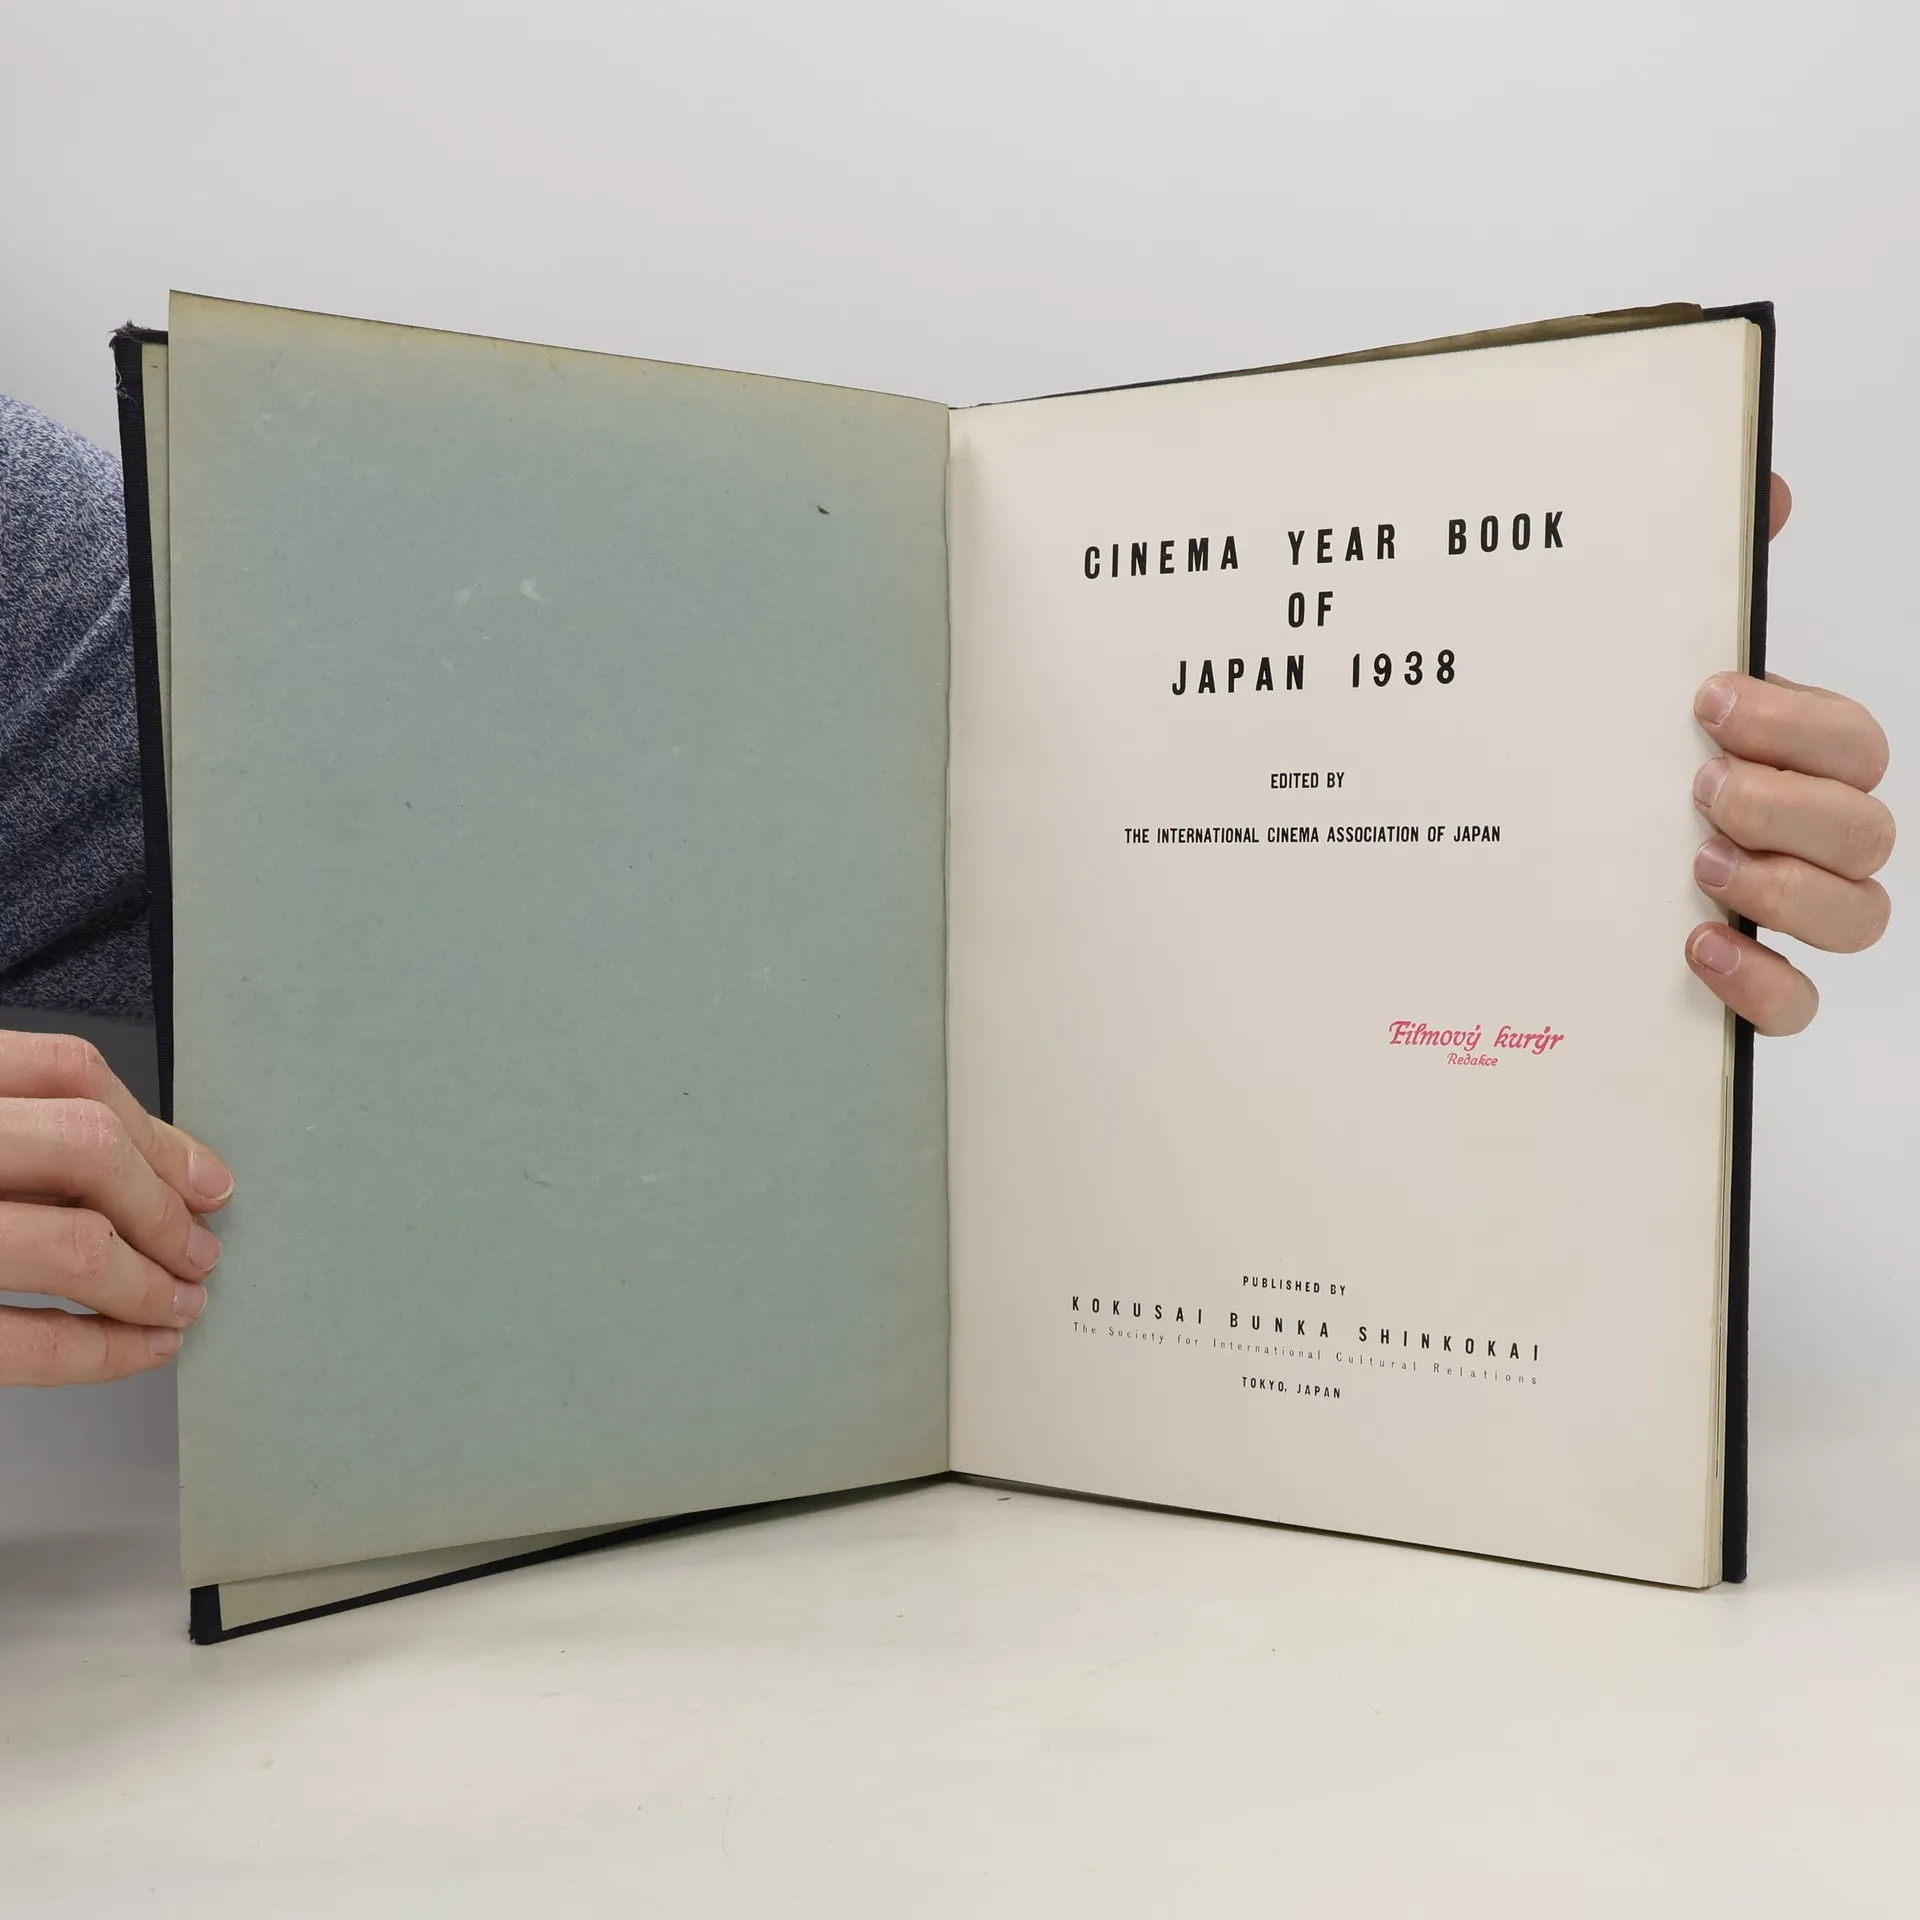 CINEMA YEAR BOOK
OF
JAPAN 1938
EDITED BY
THE INTERNATIONAL CINEMA ASSOCIATION OF JAPAN
Filmový kurýr
Redakce
PUBLISHED BY
KOKUSAI BUNKA SHINKOKAI
The Society for International Cultural Relations
TOKYO, JAPAN